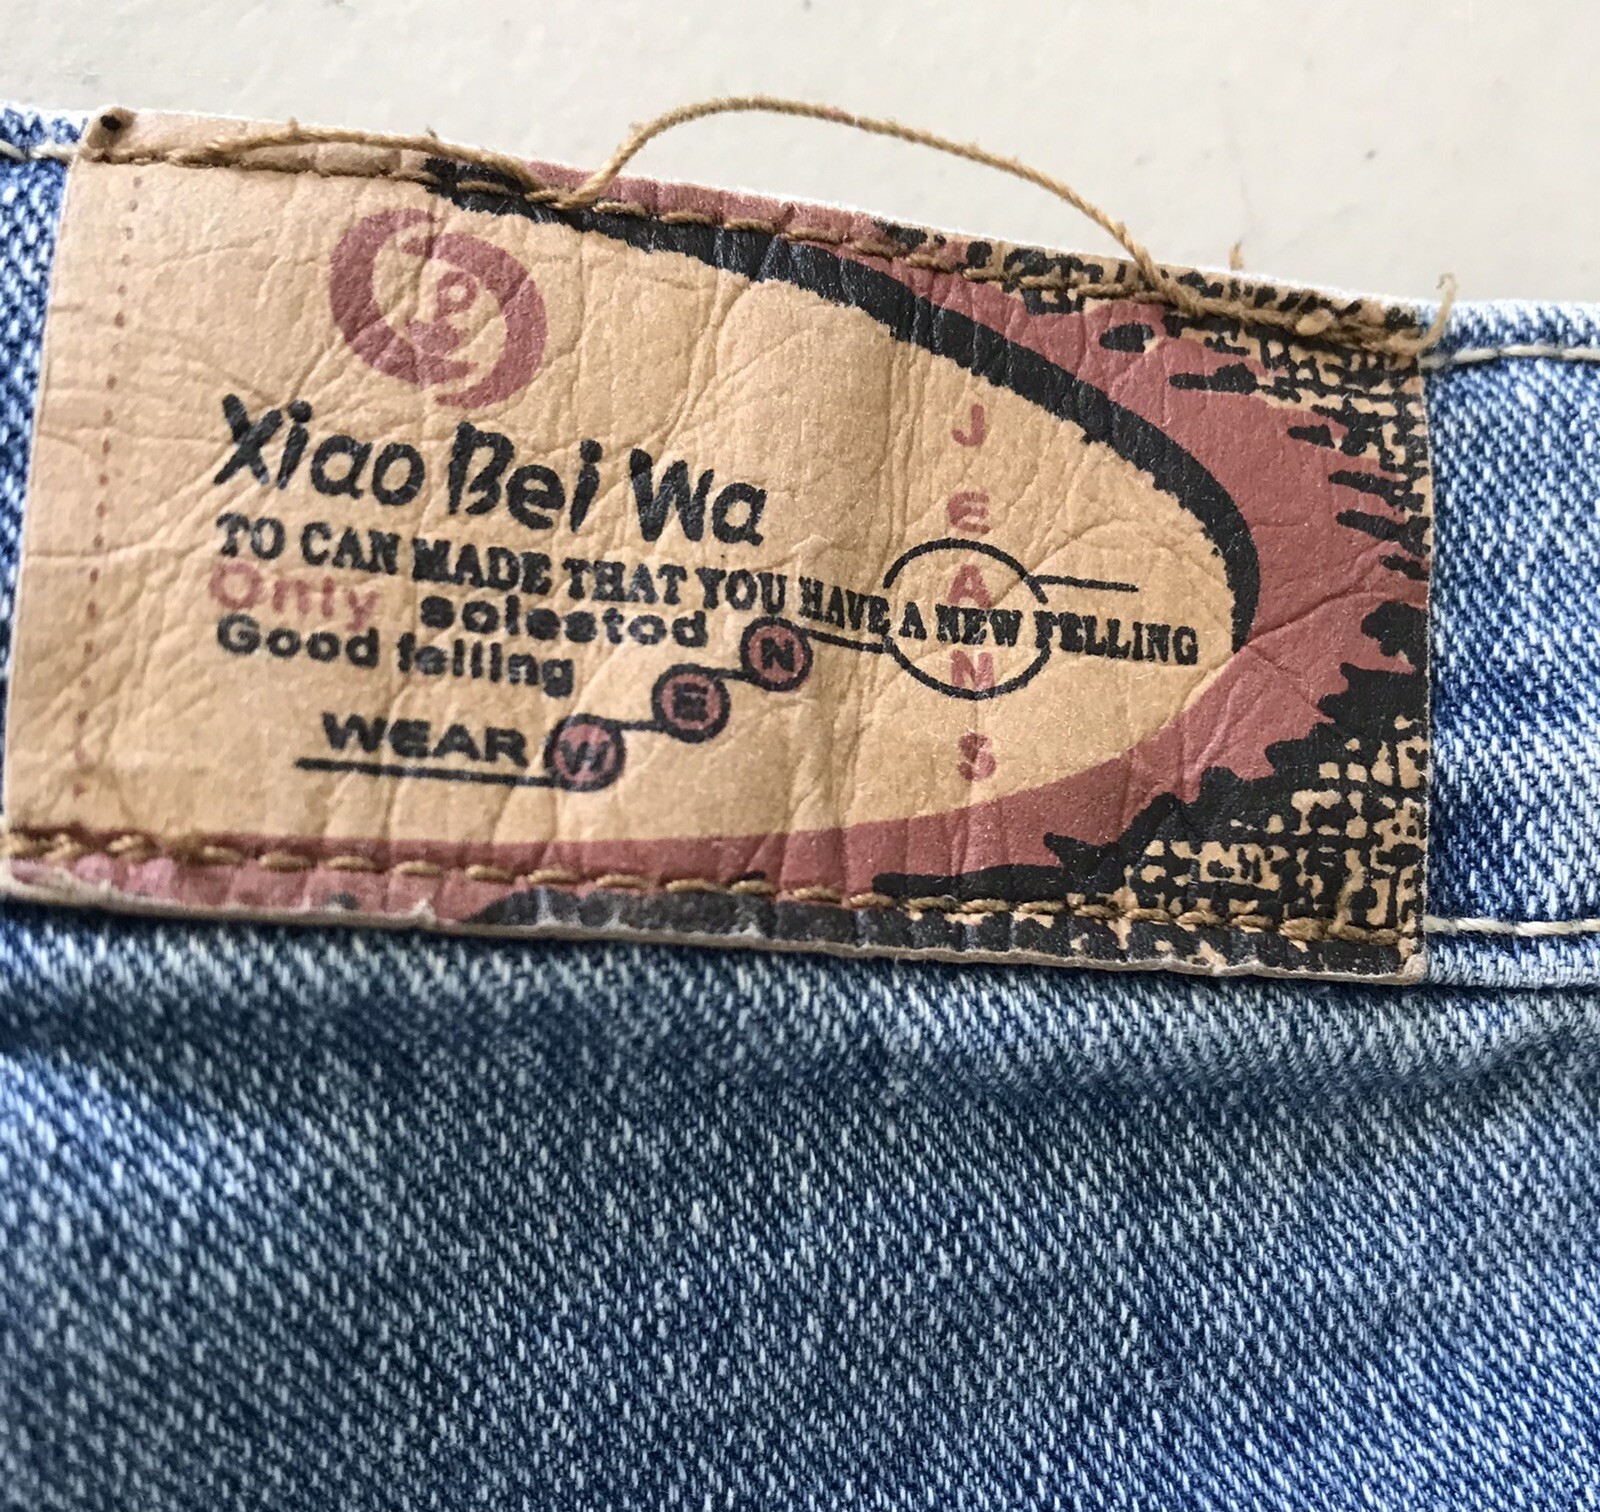 P
Xiao Bei Wa
TO CAN MADE THAT YOU HAVE A NEW FELLING
Only solestod
Good felling
WEAR W E N
JEANS